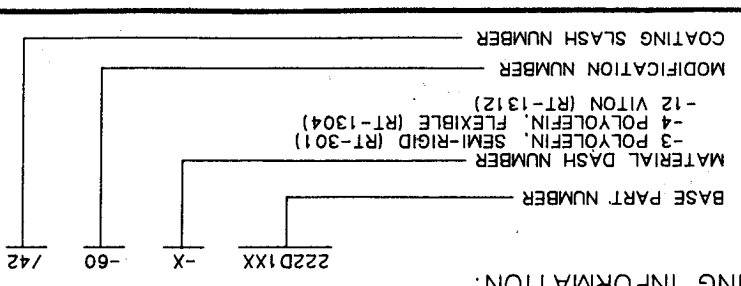 ING INFORMATION:
222D1XX -X -60 /42
BASE PART NUMBER
MATERIAL DASH NUMBER
-3 POLYOLEFIN, SEMI-RIGID (RT-301)
-4 POLYOLEFIN, FLEXIBLE (RT-1304)
-12 VITON (RT-1312)
MODIFICATION NUMBER
COATING SLASH NUMBER